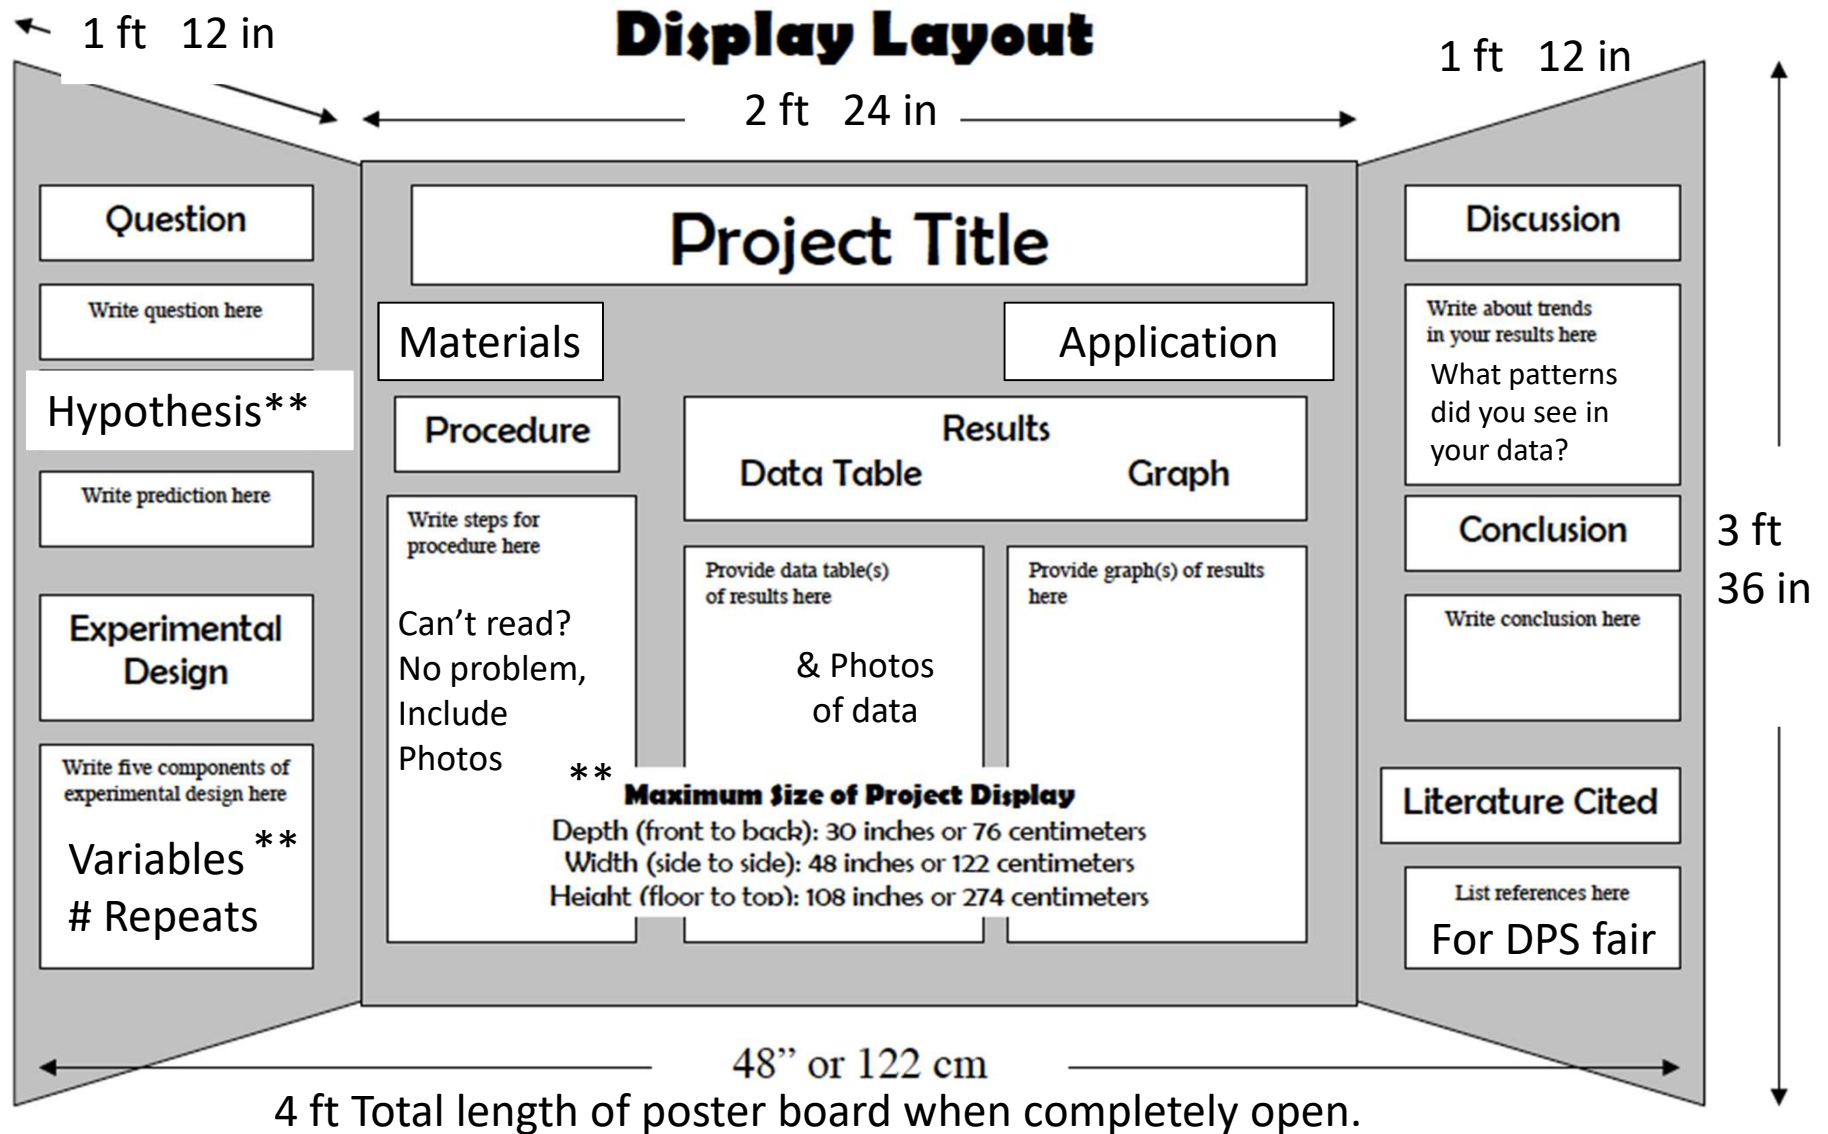 Display Layout
1 ft 12 in
2 ft 24 in
1 ft 12 in
Question
Write question here
Hypothesis**
Write prediction here
Experimental
Design
Write five components of
experimental design here
Variables **
# Repeats
Project Title
Materials
Application
Procedure
Write steps for
procedure here
Can’t read?
No problem,
Include
Photos
**
Results
Data Table Graph
Provide data table(s)
of results here
& Photos
of data
Provide graph(s) of results
here
Maximum Size of Project Display
Depth (front to back): 30 inches or 76 centimeters
Width (side to side): 48 inches or 122 centimeters
Height (floor to top): 108 inches or 274 centimeters
Discussion
Write about trends
in your results here
What patterns
did you see in
your data?
Conclusion
Write conclusion here
Literature Cited
List references here
For DPS fair
3 ft
36 in
48” or 122 cm
4 ft Total length of poster board when completely open.